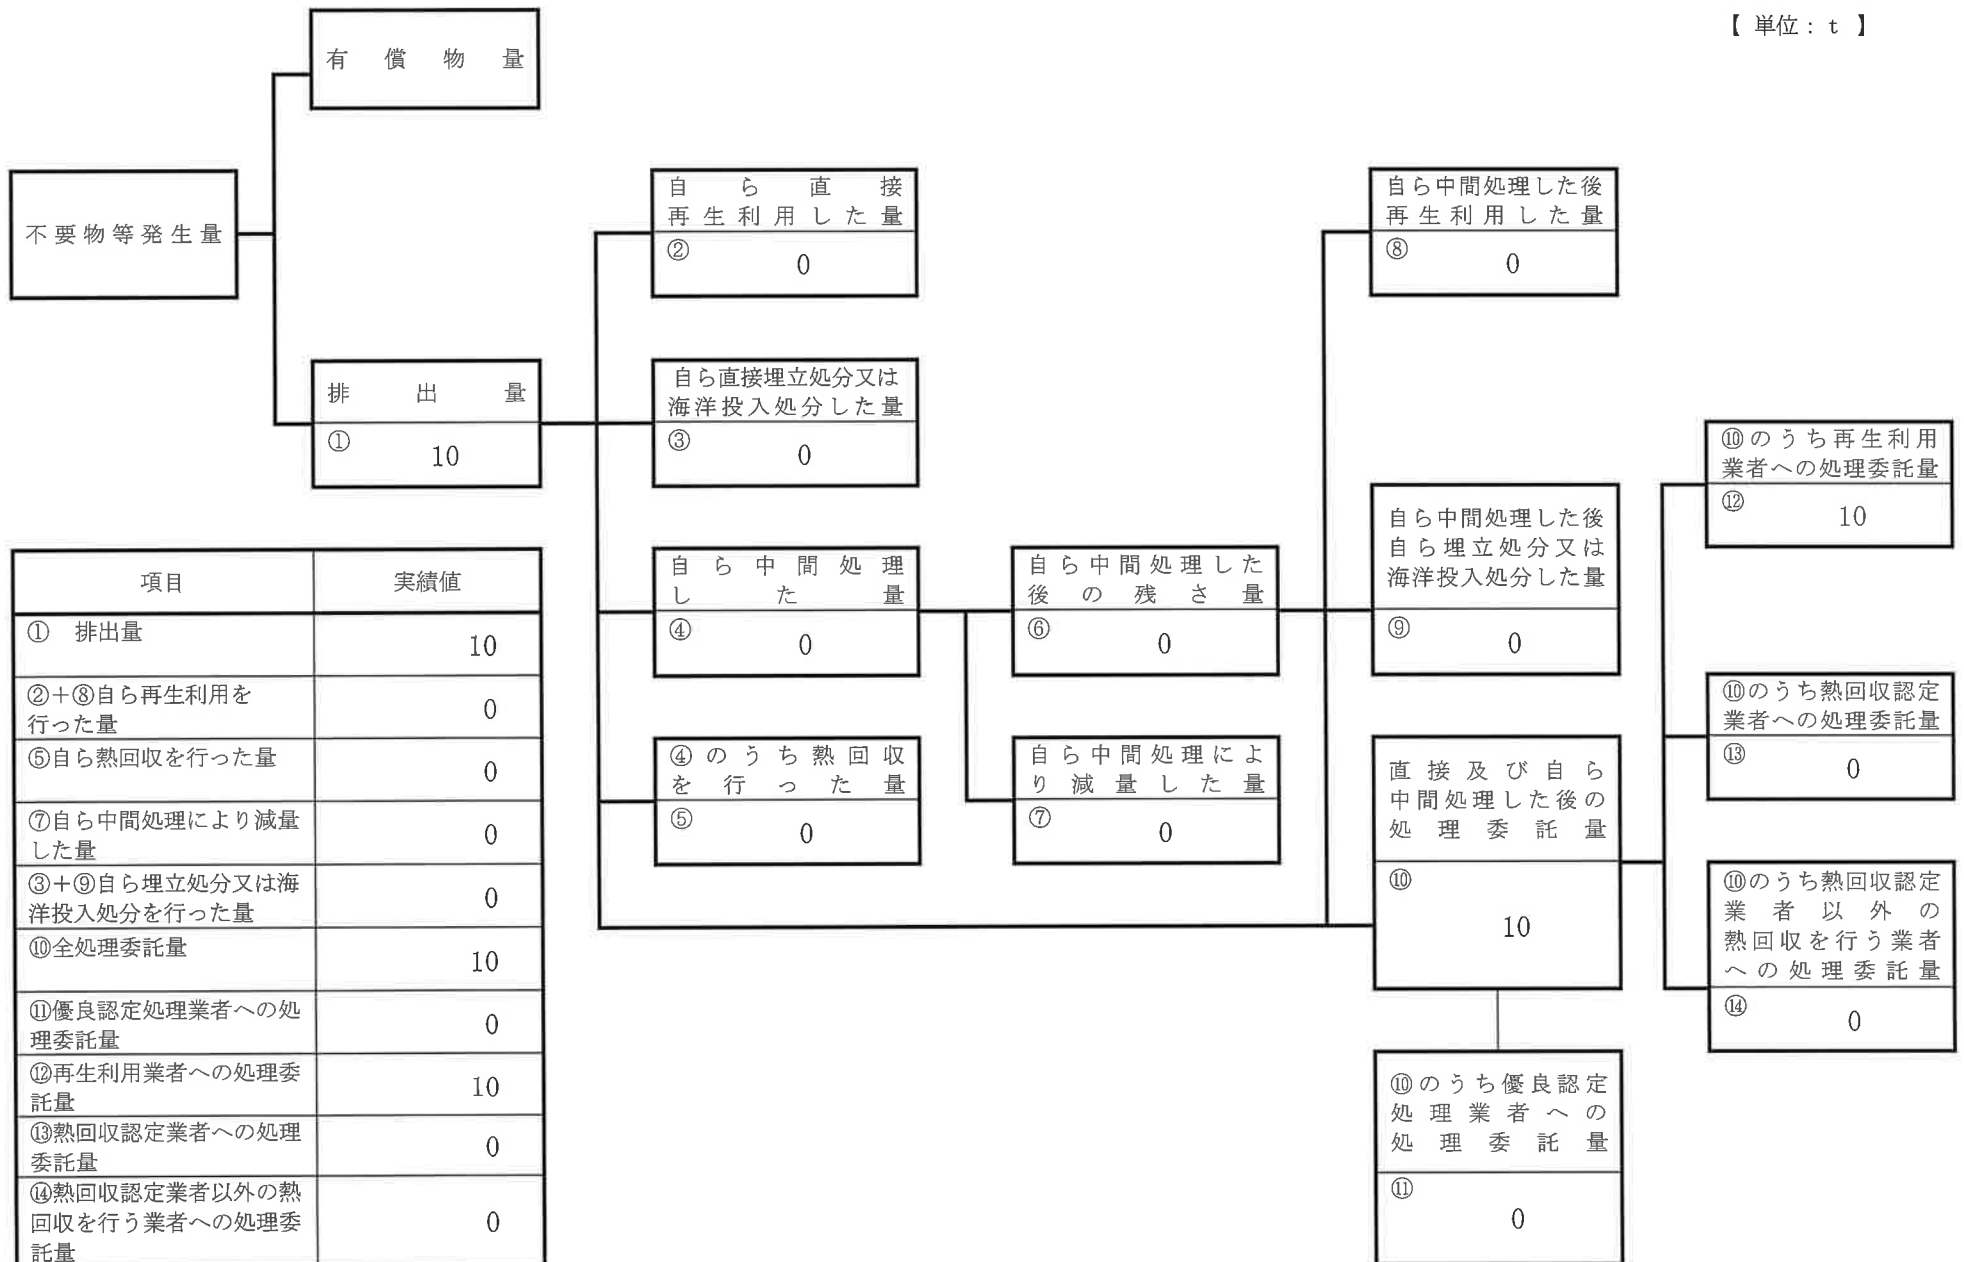 【 単位: t 】
有償物量
不要物等発生量
排出量
①
10
自ら直接
再生利用した量
②
0
自ら直接埋立処分又は
海洋投入処分した量
③
0
自ら中間処理
した量
④
0
④のうち熱回収
を行った量
⑤
0
自ら中間処理した
後の残さ量
⑥
0
自ら中間処理によ
り減量した量
⑦
0
自ら中間処理した後
再生利用した量
⑧
0
自ら中間処理した後
自ら埋立処分又は
海洋投入処分した量
⑨
0
直接及び自ら
中間処理した後の
処理委託量
⑩
10
⑩のうち優良認定
処理業者への
処理委託量
⑪
0
⑩のうち再生利用
業者への処理委託量
⑫
10
⑩のうち熱回収認定
業者への処理委託量
⑬
0
⑩のうち熱回収認定
業者以外の
熱回収を行う業者
への処理委託量
⑭
0
項目 実績値
① 排出量
10
②+⑧自ら再生利用を
行った量
0
⑤自ら熱回収を行った量
0
⑦自ら中間処理により減量
した量
0
③+⑨自ら埋立処分又は海
洋投入処分を行った量
0
⑩全処理委託量
10
⑪優良認定処理業者への処
理委託量
0
⑫再生利用業者への処理委
託量
10
⑬熱回収認定業者への処理
委託量
0
⑭熱回収認定業者以外の熱
回収を行う業者への処理委
託量
0